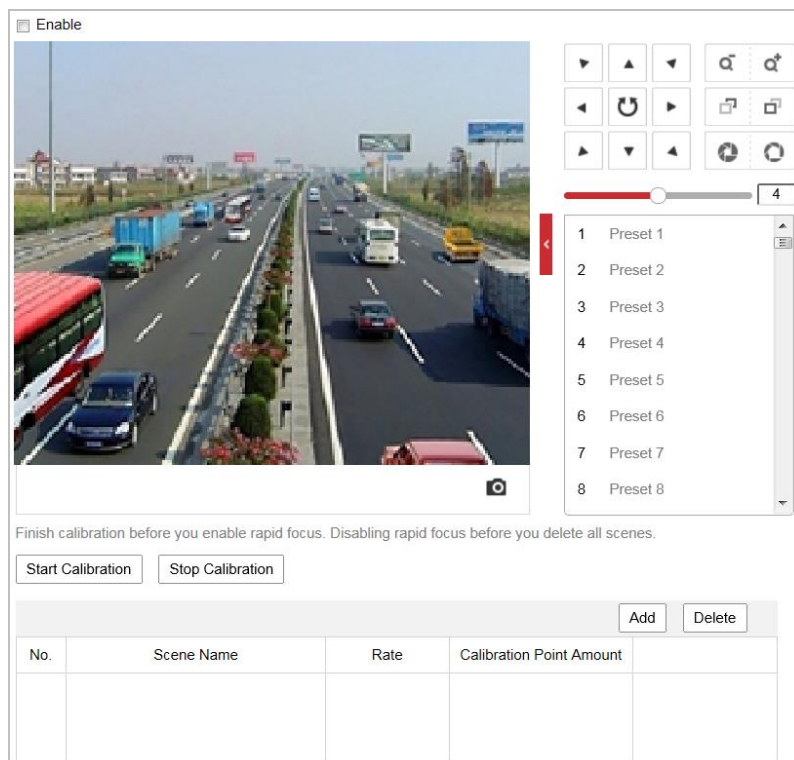 Enable
4
1 Preset 1
2 Preset 2
3 Preset 3
4 Preset 4
5 Preset 5
6 Preset 6
7 Preset 7
8 Preset 8
Finish calibration before you enable rapid focus. Disabling rapid focus before you delete all scenes.
Start Calibration Stop Calibration
Add Delete
No. Scene Name Rate Calibration Point Amount